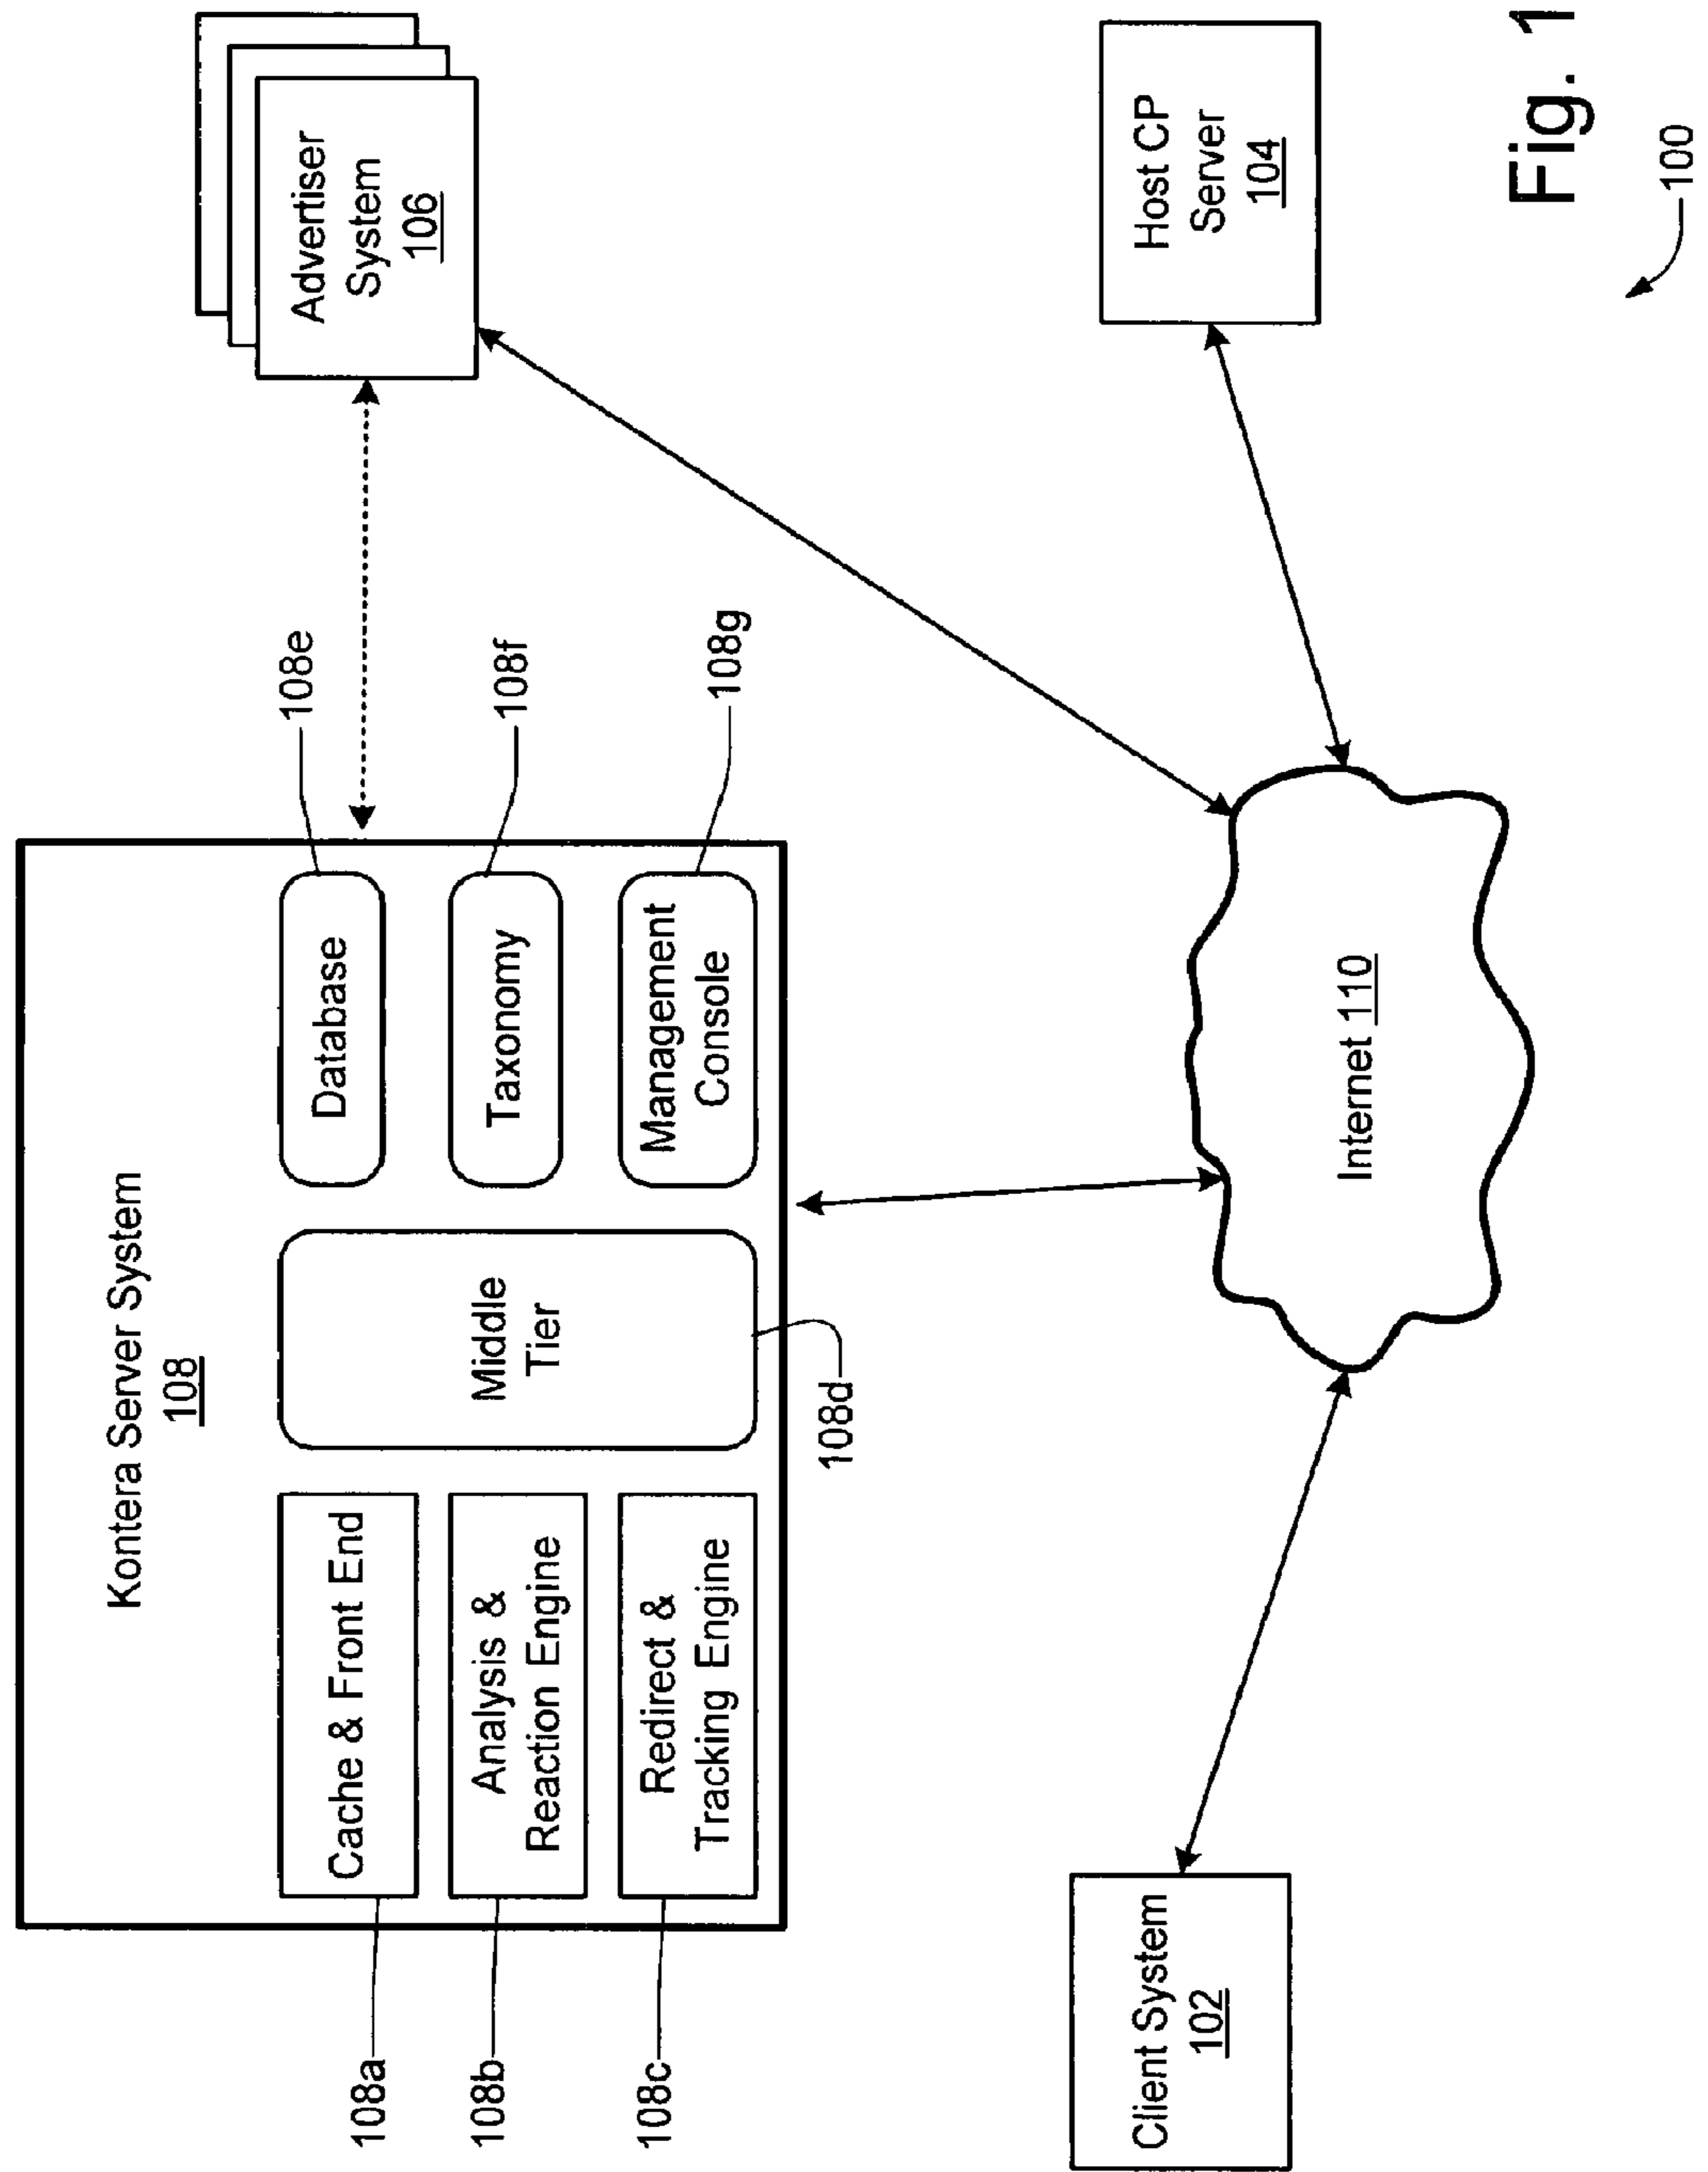 Kontera Server System
108
Cache & Front End
Analysis &
Reaction Engine
Redirect &
Tracking Engine
Middle
Tier
Database
Taxonomy
Management
Console
108a
108b
108c
108d
108e
108f
108g
Advertiser
System
106
Client System
102
Internet 110
Host CP
Server
104
Fig. 1
100